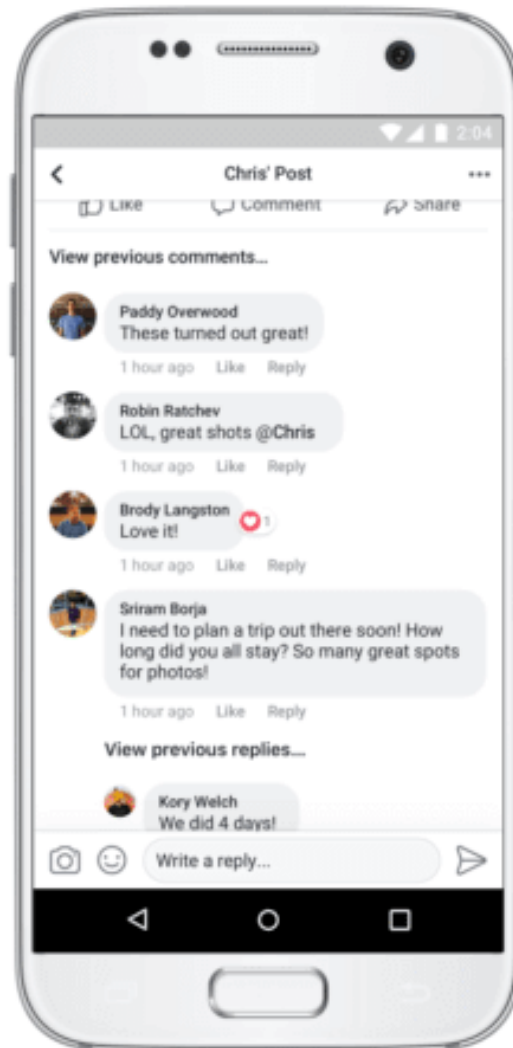 2:04
Chris' Post
Like Comment Share
View previous comments...
Paddy Overwood
These turned out great!
1 hour ago Like Reply
Robin Ratchev
LOL, great shots @Chris
1 hour ago Like Reply
Brody Langston
Love it!
1
1 hour ago Like Reply
Sriram Borja
I need to plan a trip out there soon! How
long did you all stay? So many great spots
for photos!
1 hour ago Like Reply
View previous replies...
Kory Welch
We did 4 days!
Write a reply...